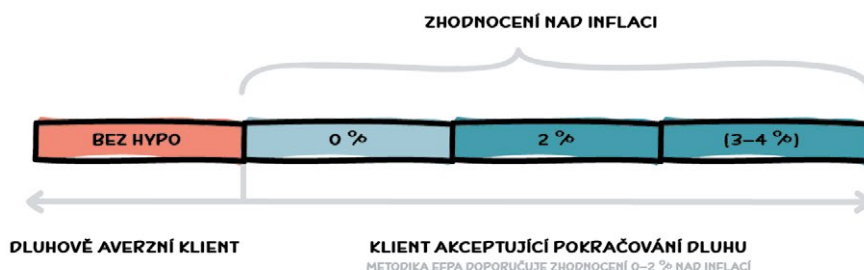 ZHODNOCENÍ NAD INFLACI
BEZ HYPO 0 % 2 % (3–4 %)
DLUHOVĚ AVERZNÍ KLIENT KLIENT AKCEPTUJÍCÍ POKRAČOVÁNÍ DLUHU
METODIKA EFPA DOPORUČUJE ZHODNOCENÍ 0–2 % NAD INFLACÍ